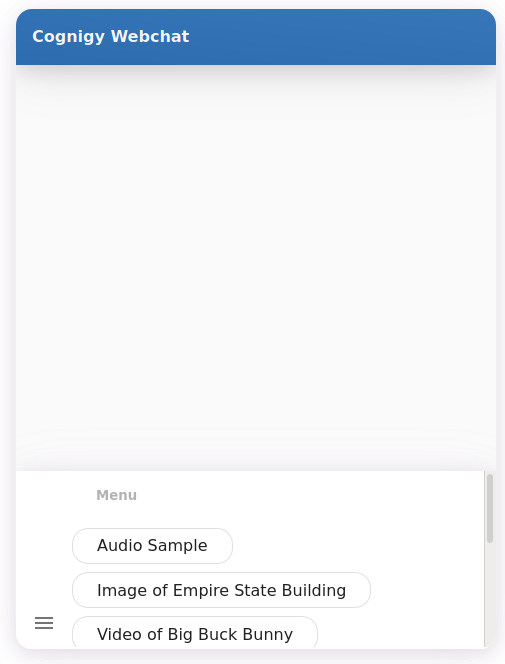 Cognigy Webchat
Menu
Audio Sample
Image of Empire State Building
Video of Big Buck Bunny